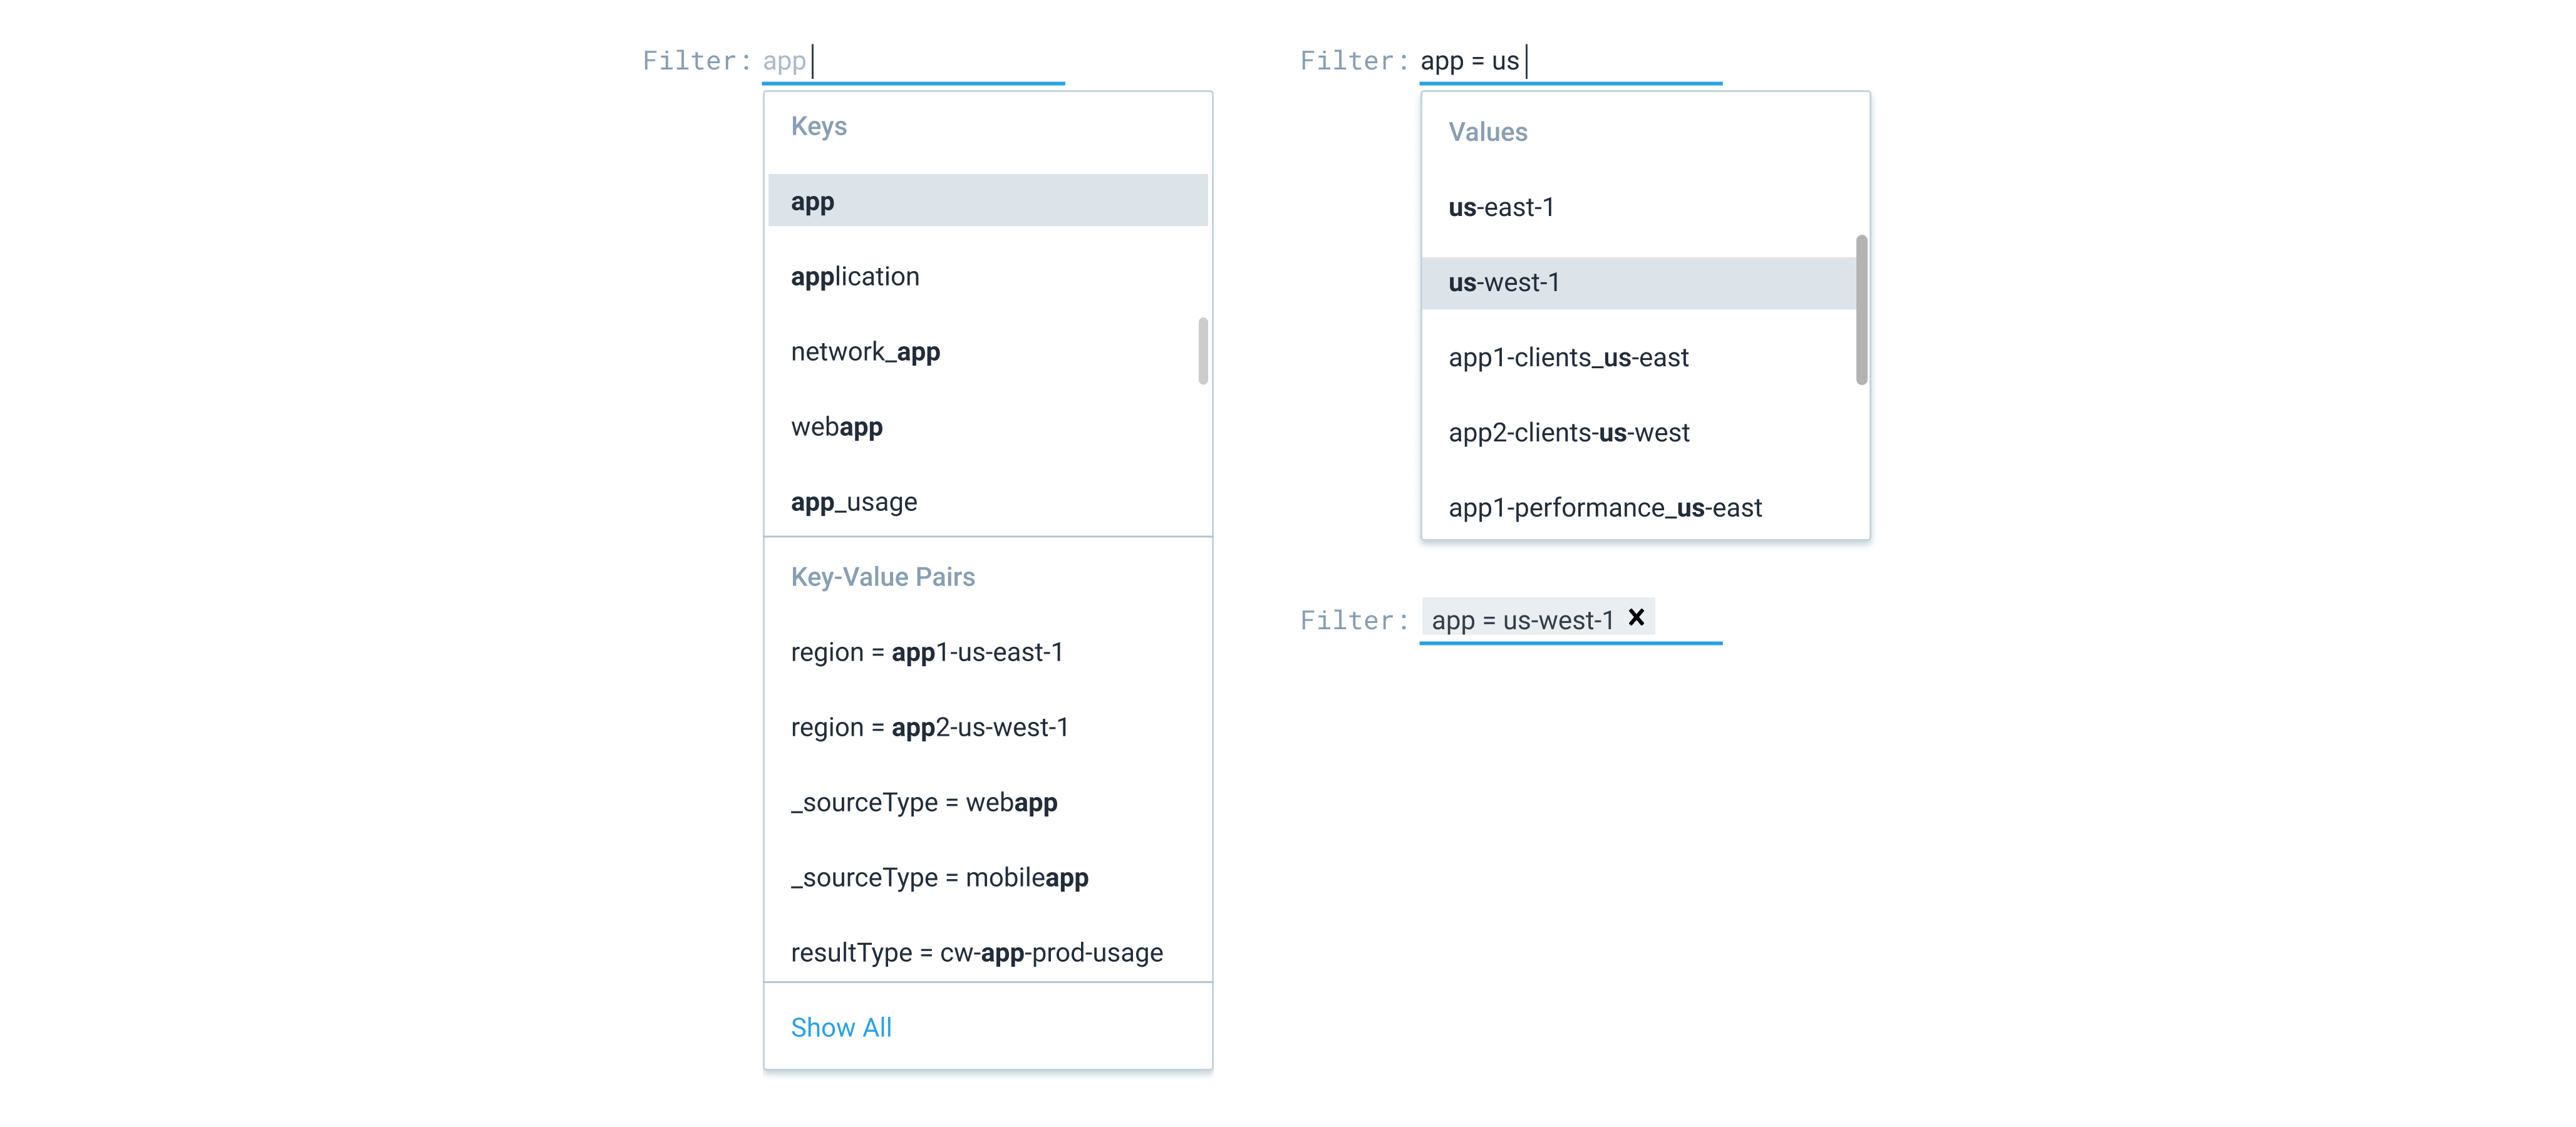 Filter: app
Keys
app
application
network_app
webapp
app_usage
Key-Value Pairs
region = app1-us-east-1
region = app2-us-west-1
_sourceType = webapp
_sourceType = mobileapp
resultType = cw-app-prod-usage
Show All
Filter: app = us
Values
us-east-1
us-west-1
app1-clients_us-east
app2-clients-us-west
app1-performance_us-east
Filter: app = us-west-1 ×